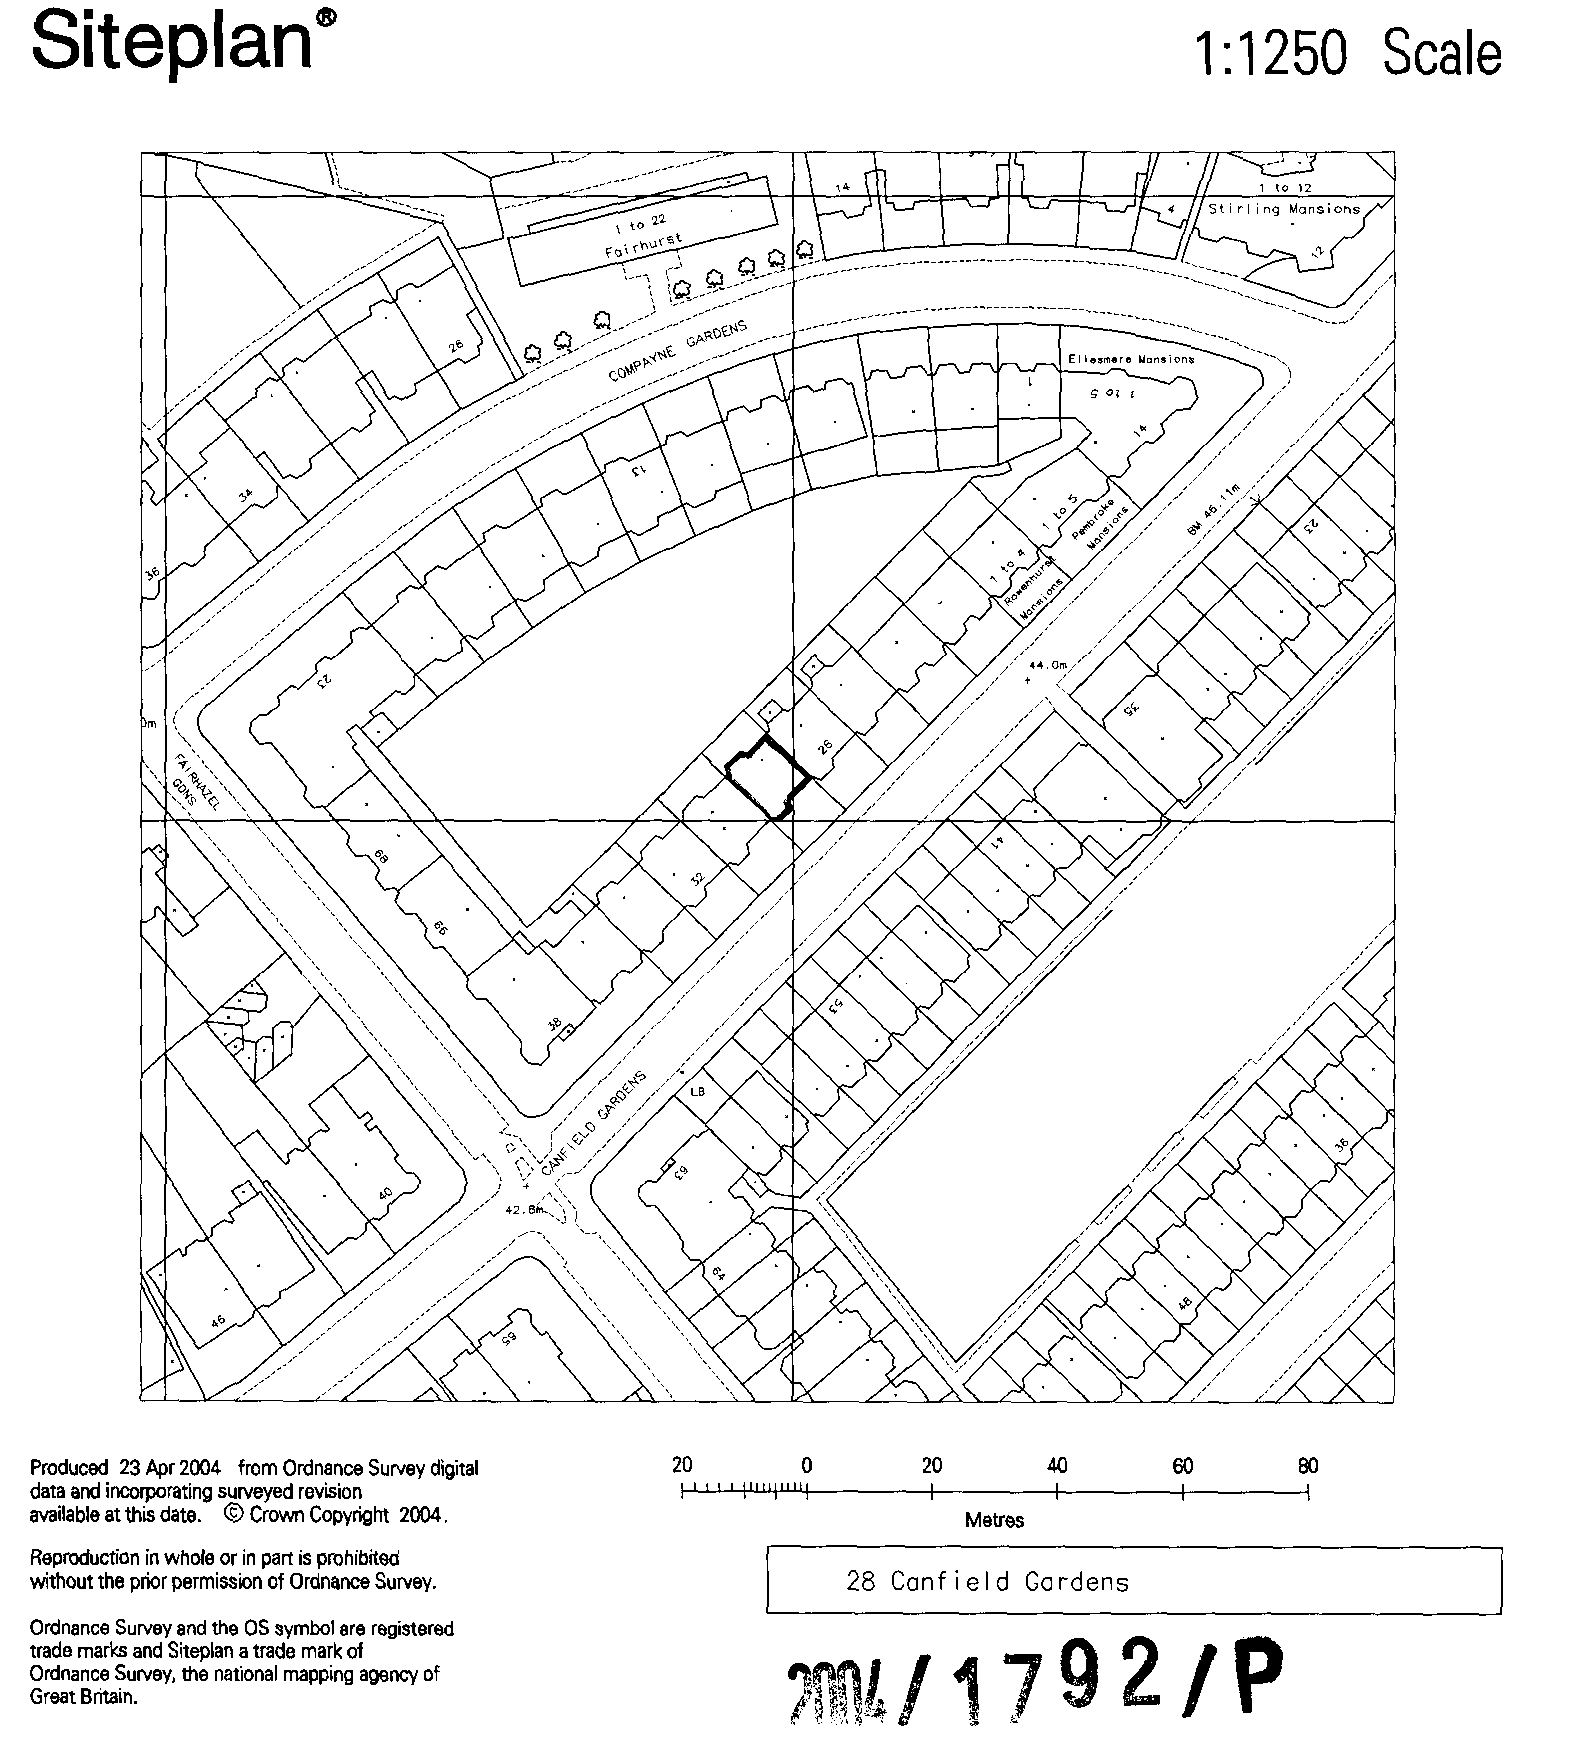 Siteplan®
1:1250 Scale
14
1 to 12
Stirling Mansions
4
12
1 to 22
Fairhurst
26
COMPAYNE GARDENS
Ellesmere Mansions
1 to 5
14
34
13
36
1 to 5
Pembroke
Mansions
BM 46.11m
23
1 to 4
Rowenhurst
Mansions
23
44.0m
0m
35
FAIRHAZEL
GDNS
26
41
68
32
66
53
38
LB
CANFIELD GARDENS
63
36
40
42.8m
64
46
48
65
Produced 23 Apr 2004 from Ordnance Survey digital
data and incorporating surveyed revision
available at this date. © Crown Copyright 2004.
Reproduction in whole or in part is prohibited
without the prior permission of Ordnance Survey.
Ordnance Survey and the OS symbol are registered
trade marks and Siteplan a trade mark of
Ordnance Survey, the national mapping agency of
Great Britain.
20 0 20 40 60 80
Metres
28 Canfield Gardens
2004/1792/P